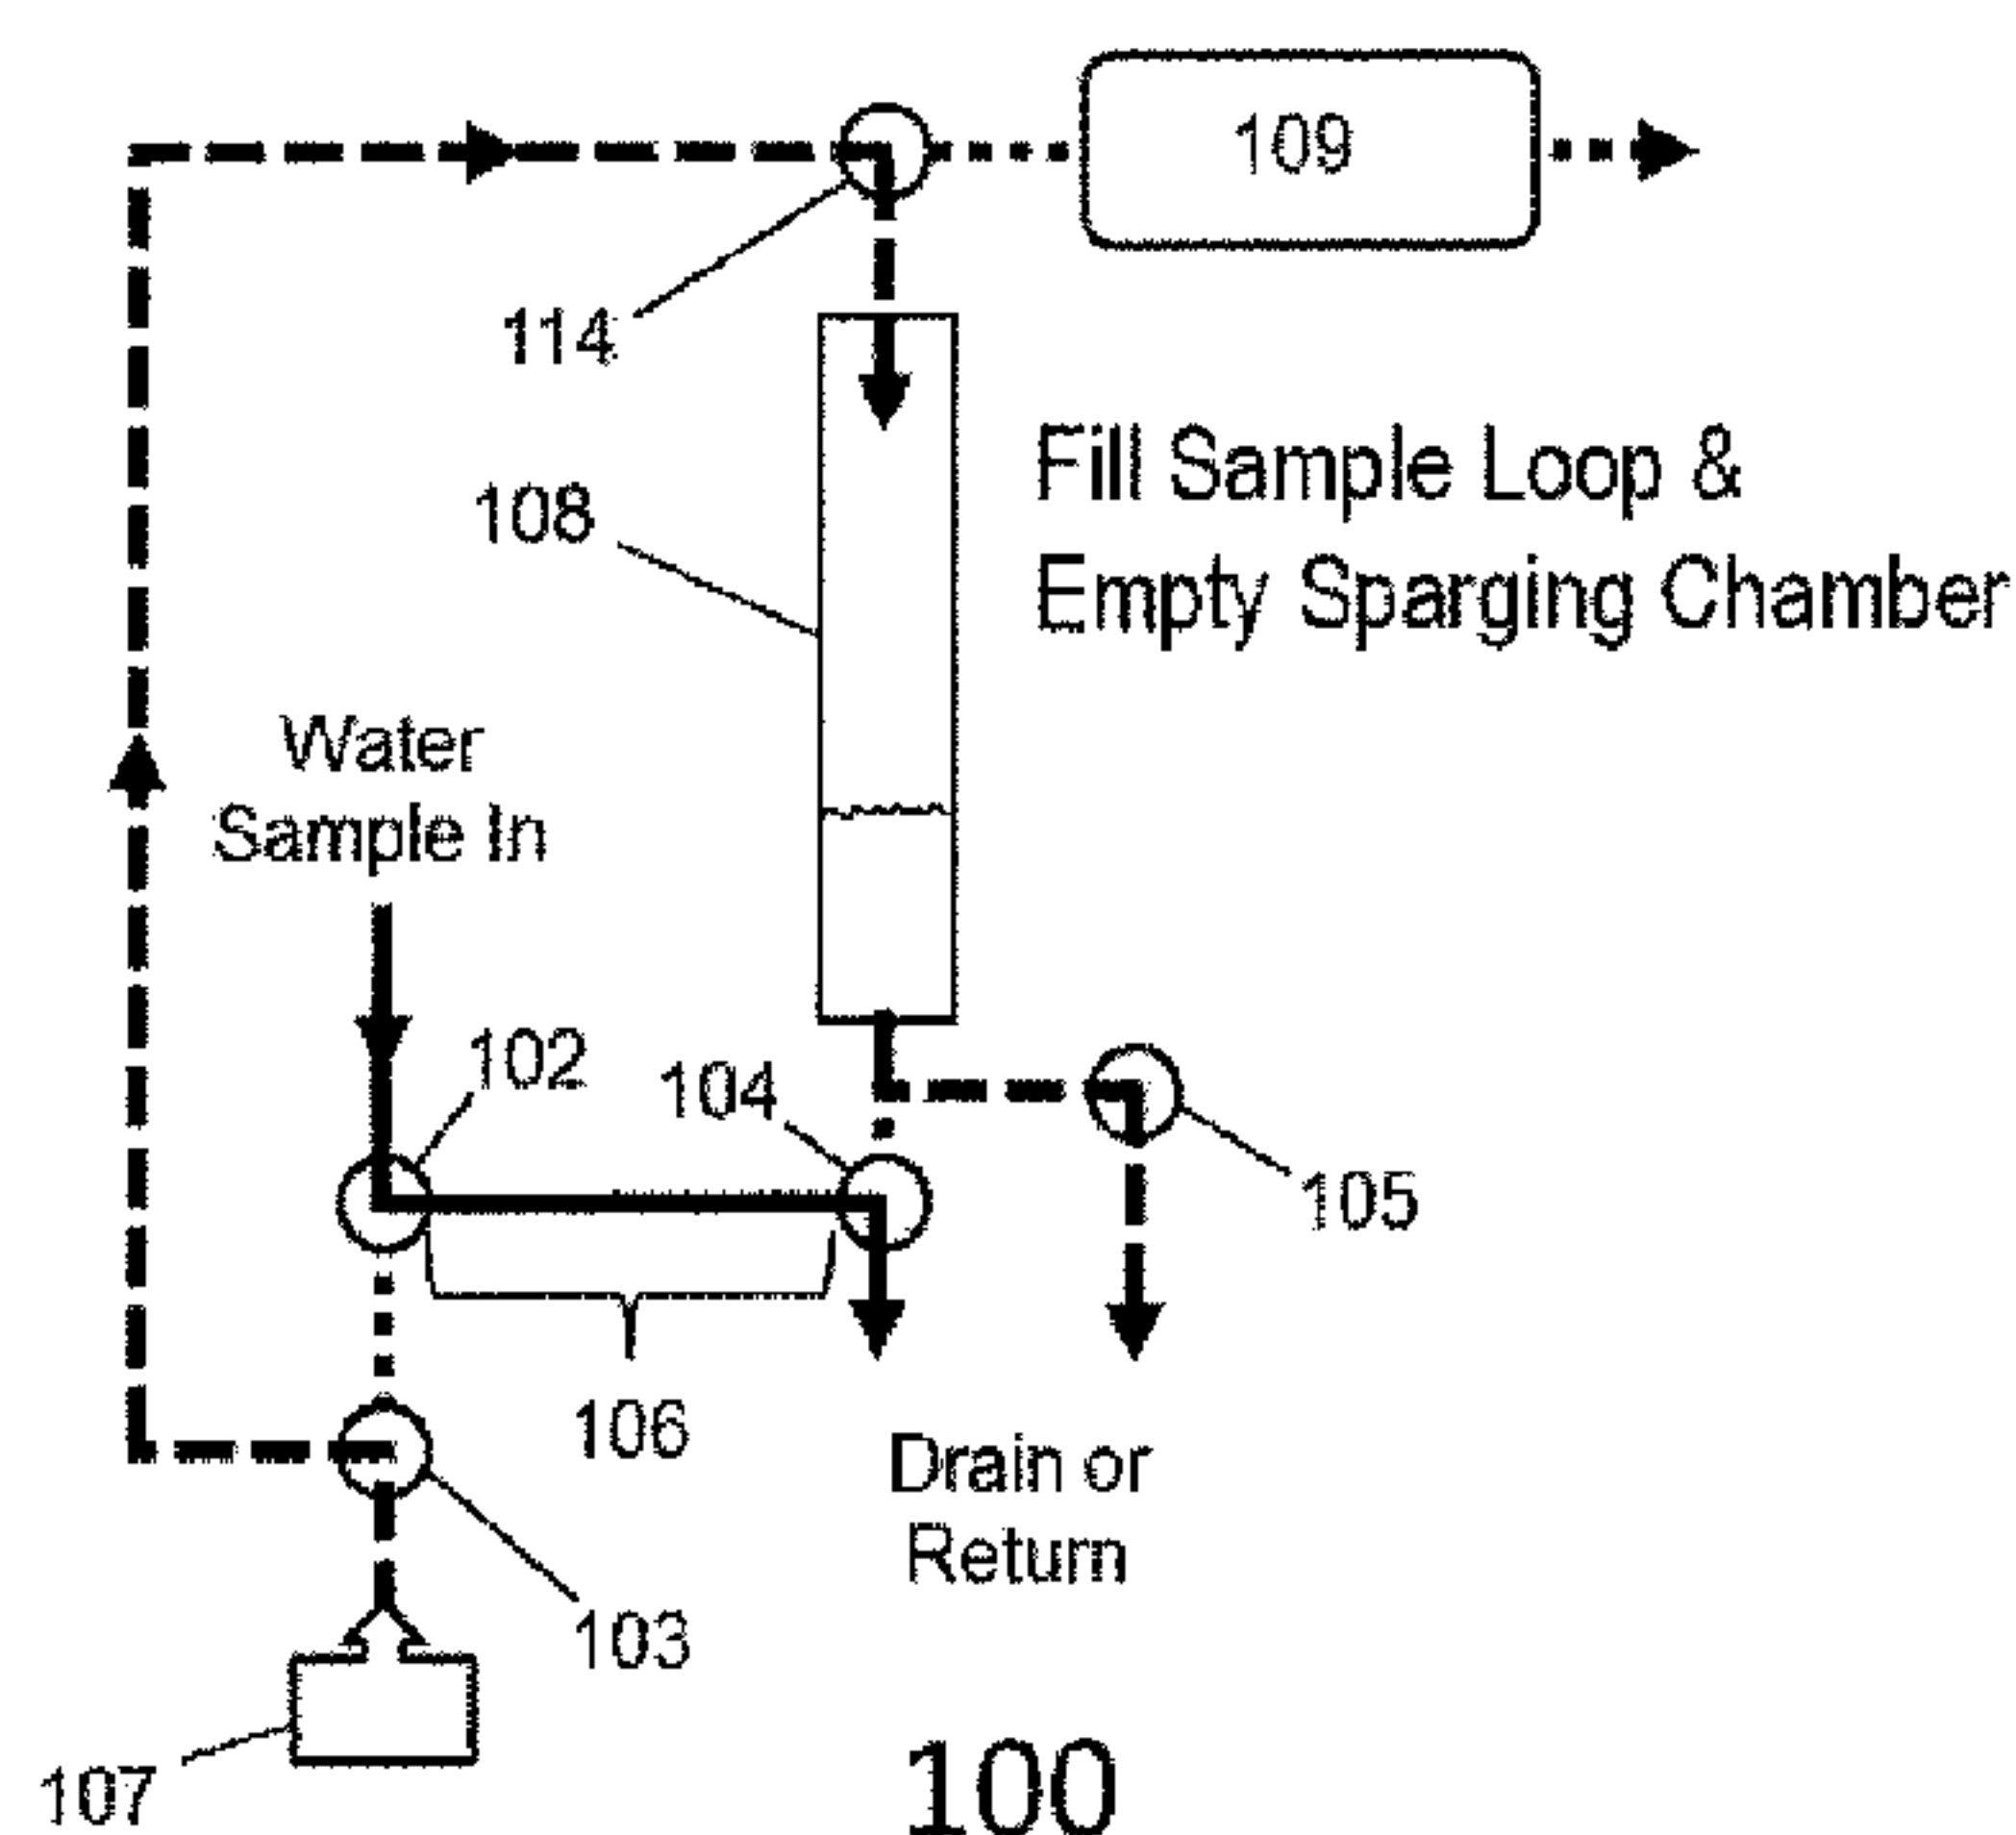 109
114
108
Fill Sample Loop &
Empty Sparging Chamber
Water
Sample In
102
104
105
106
Drain or
Return
103
107
100